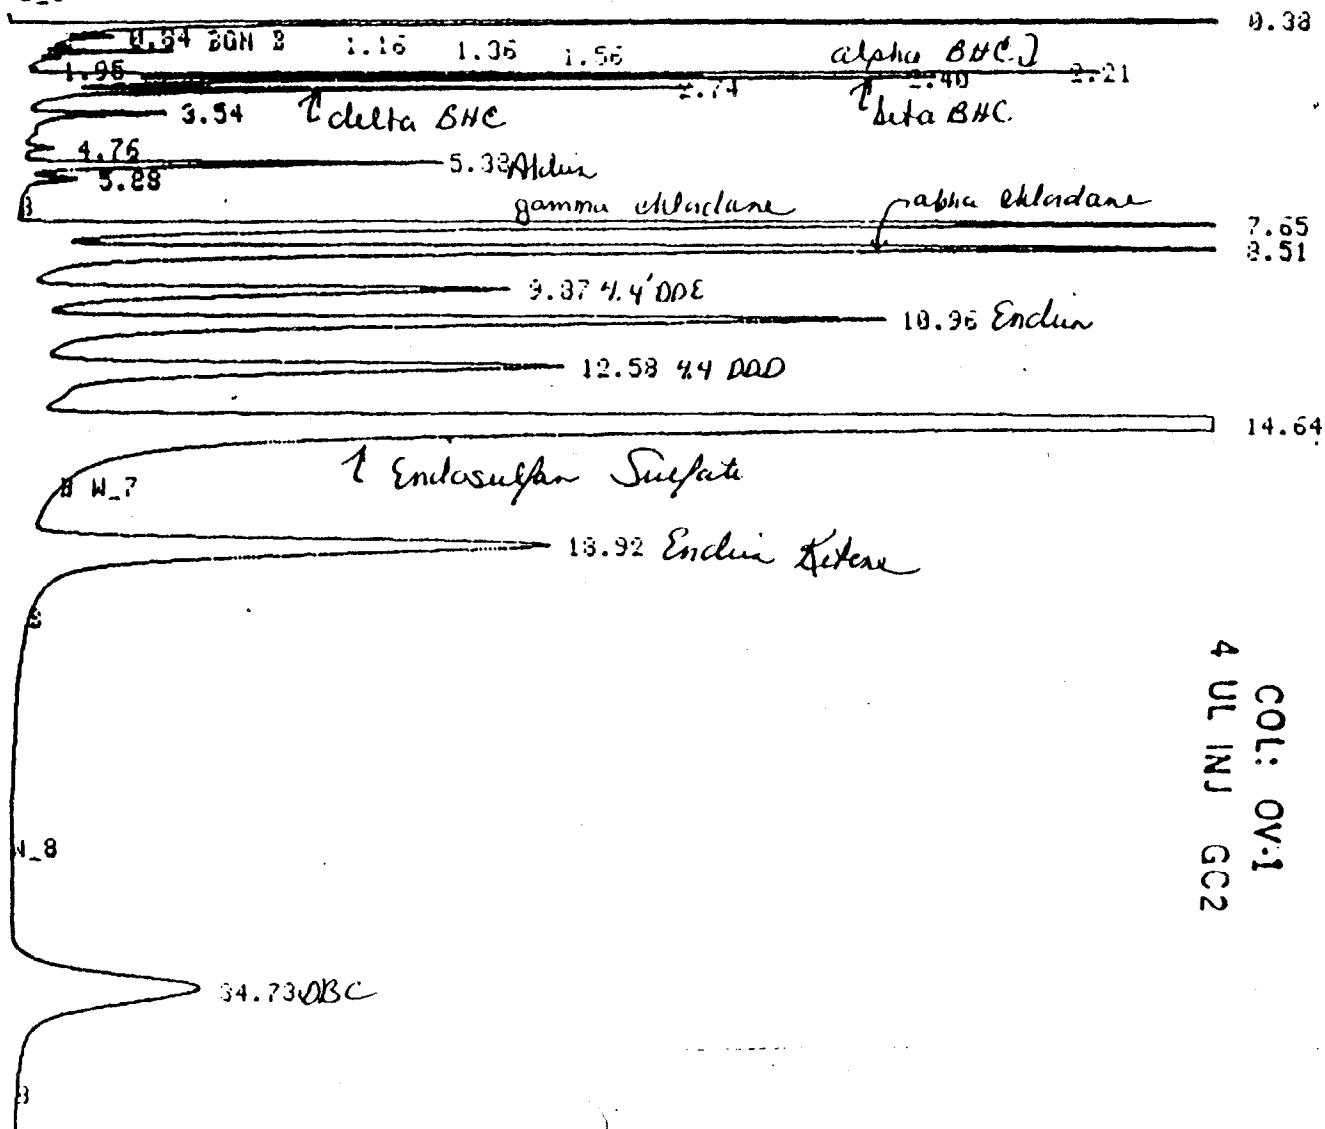 0.38
0.64 BGN B 1.16 1.36 1.56 alpha BHC
1.96 2.74 2.40 2.21
3.54 delta BHC beta BHC
4.76
5.38 Aldrin
5.88
B gamma chlordane alpha chlordane
7.65
8.51
9.87 4,4' DDE
10.96 Endrin
12.58 4,4 DDD
14.64
Endosulfan Sulfate
B W_7
18.92 Endrin Ketone
B
COL: OV-1
4 UL INJ GC2
W_8
34.73 DBC
B